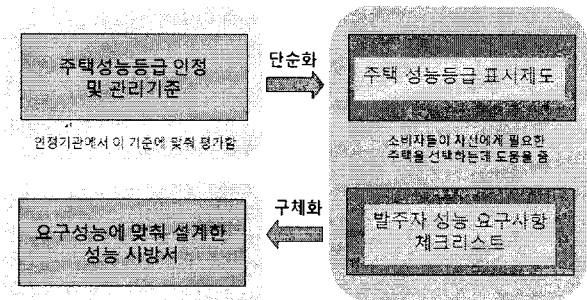 주택성능등급 인정
및 관리기준
단순화
주택 성능등급 표시제도
인정기관에서 이 기준에 맞춰 평가함
소비자들이 자신에게 필요한
주택을 선택하는데 도움을 줌
요구성능에 맞춰 설계한
성능 시방서
구체화
발주자 성능 요구사항
체크리스트